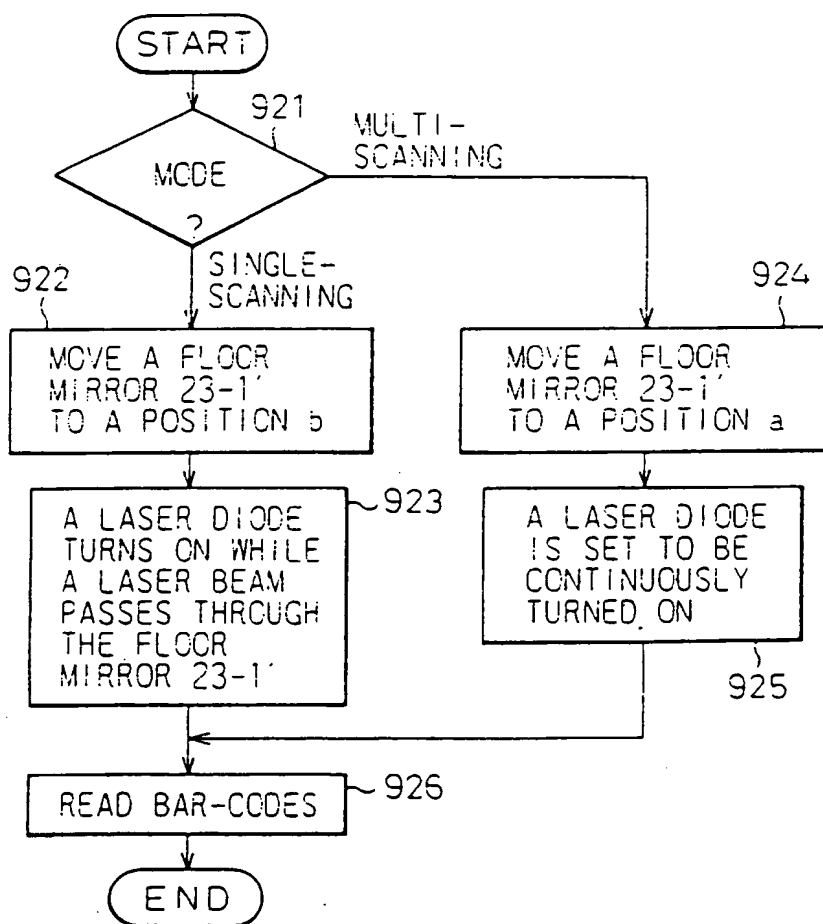 START
921
MODE
?
MULTI-
SCANNING
SINGLE-
SCANNING
922
MOVE A FLOOR
MIRROR 23-1'
TO A POSITION b
924
MOVE A FLOOR
MIRROR 23-1'
TO A POSITION a
923
A LASER DIODE
TURNS ON WHILE
A LASER BEAM
PASSES THROUGH
THE FLOOR
MIRROR 23-1'
A LASER DIODE
IS SET TO BE
CONTINUOUSLY
TURNED ON
925
READ BAR-CODES
926
END